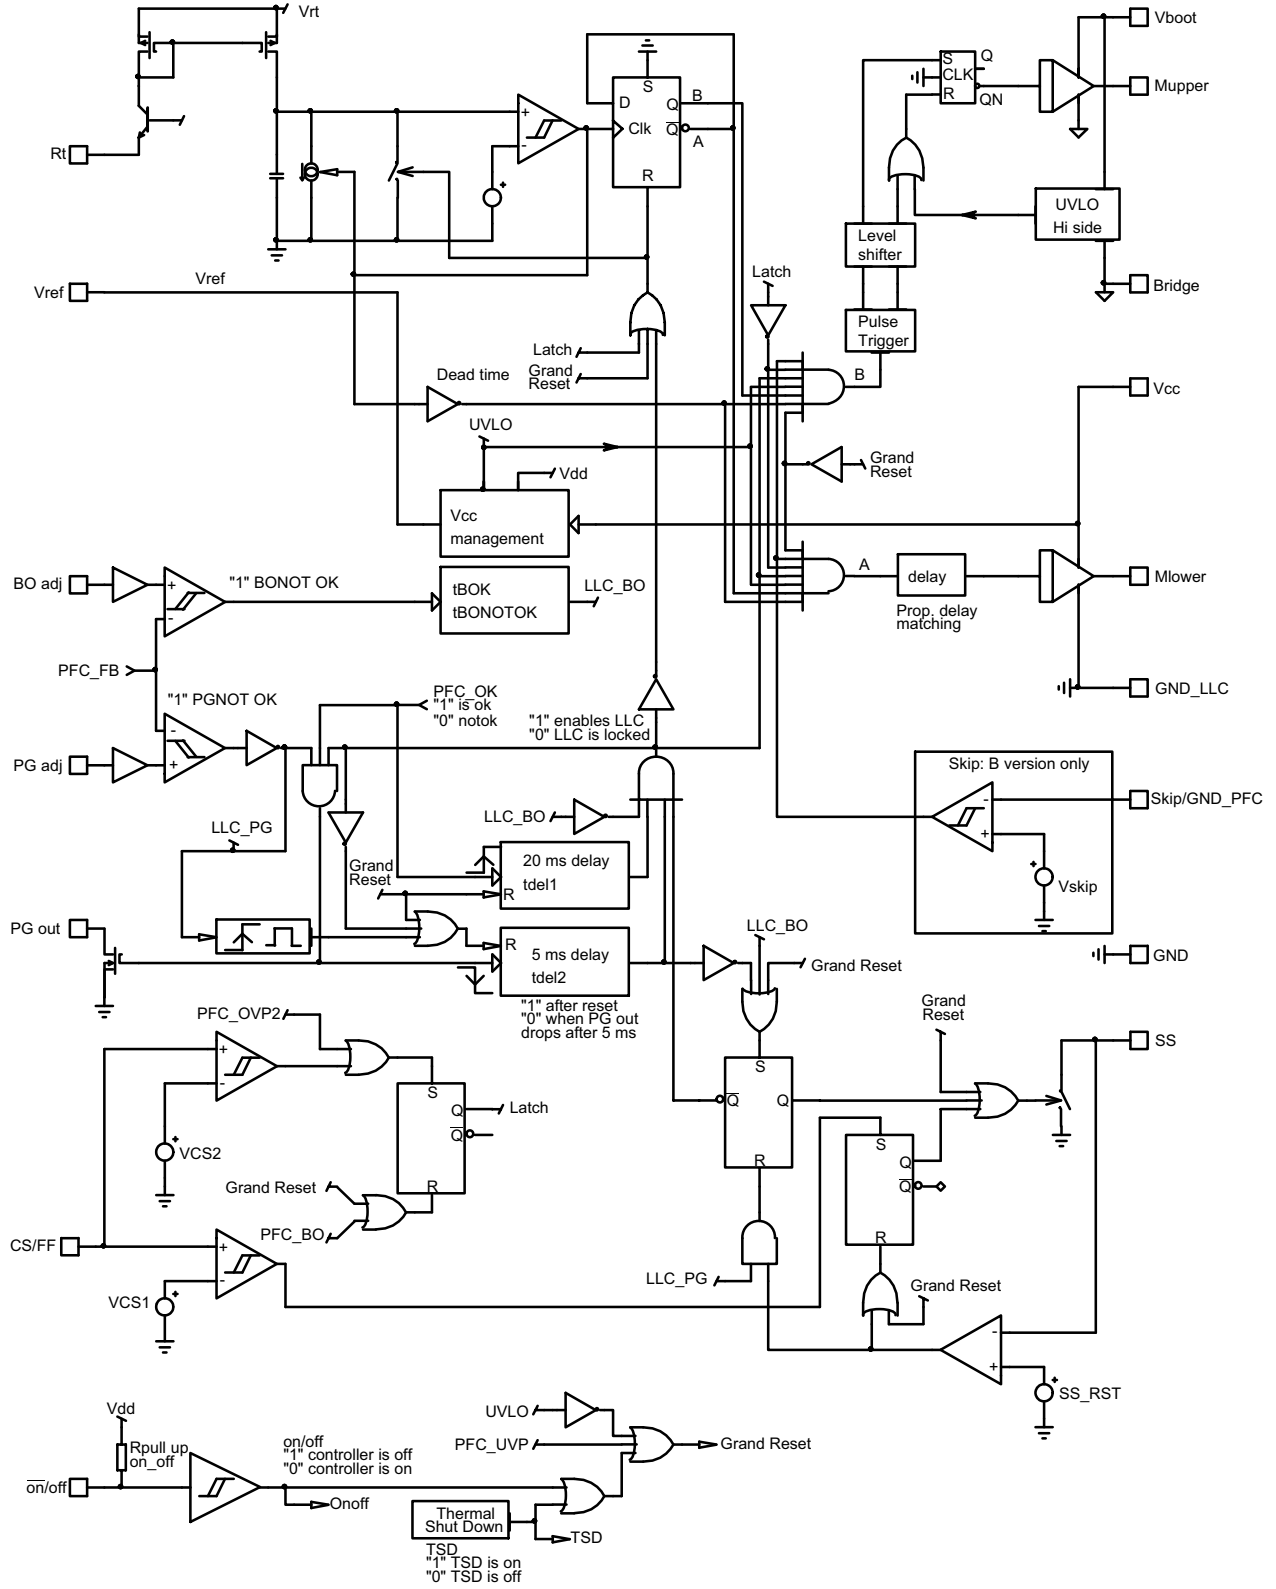 Vrt
Vboot
S
Q
CLK
R
QN
Mupper
S
D
Q
B
Clk
Q
A
R
+
-
+
Rt
UVLO
Hi side
Level
shifter
Vref
Vref
Latch
Bridge
Pulse
Trigger
Latch
Grand
Reset
Dead time
B
Vcc
UVLO
Grand
Reset
Vdd
Vcc
management
BO adj
+
-
"1" BONOT OK
tBOK
tBONOTOK
LLC_BO
A
delay
Mlower
Prop. delay
matching
PFC_FB
"1" PGNOT OK
PFC_OK
"1" is ok
"0" notok
"1" enables LLC
"0" LLC is locked
GND_LLC
PG adj
-
+
Skip: B version only
-
+
Skip/GND_PFC
Vskip
+
LLC_BO
LLC_PG
Grand
Reset
20 ms delay
tdel1
R
PG out
R
5 ms delay
tdel2
LLC_BO
Grand Reset
GND
"1" after reset
"0" when PG out
drops after 5 ms
Grand
Reset
PFC_OVP2
SS
+
-
S
Q
Latch
Q
R
+
VCS2
S
Q
Q
R
S
Q
Q
R
Grand Reset
PFC_BO
CS/FF
+
-
VCS1
+
LLC_PG
Grand Reset
-
+
+
SS_RST
Vdd
Rpull up
on_off
on/off
on/off
"1" controller is off
"0" controller is on
Onoff
UVLO
PFC_UVP
Grand Reset
Thermal
Shut Down
TSD
TSD
"1" TSD is on
"0" TSD is off